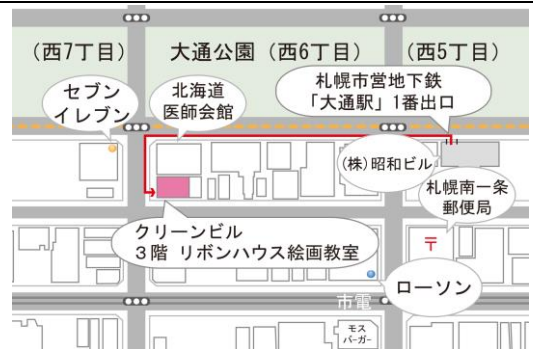 (西7丁目)
大通公園(西6丁目)
(西5丁目)
セブン
イレブン
北海道
医師会館
札幌市営地下鉄
「大通駅」1番出口
(株)昭和ビル
札幌南一条
郵便局
〒
クリーンビル
3階 リボンハウス絵画教室
ローソン
市電
モス
バーガー